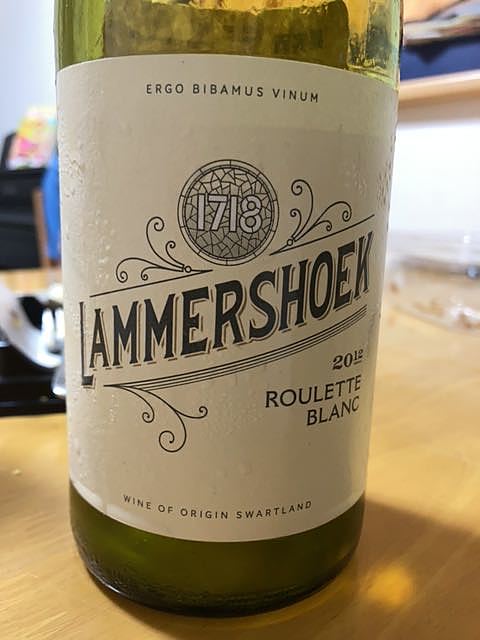 ERGO BIBAMUS VINUM
1718
LAMMERSHOEK
2012
ROULETTE
BLANC
WINE OF ORIGIN SWARTLAND